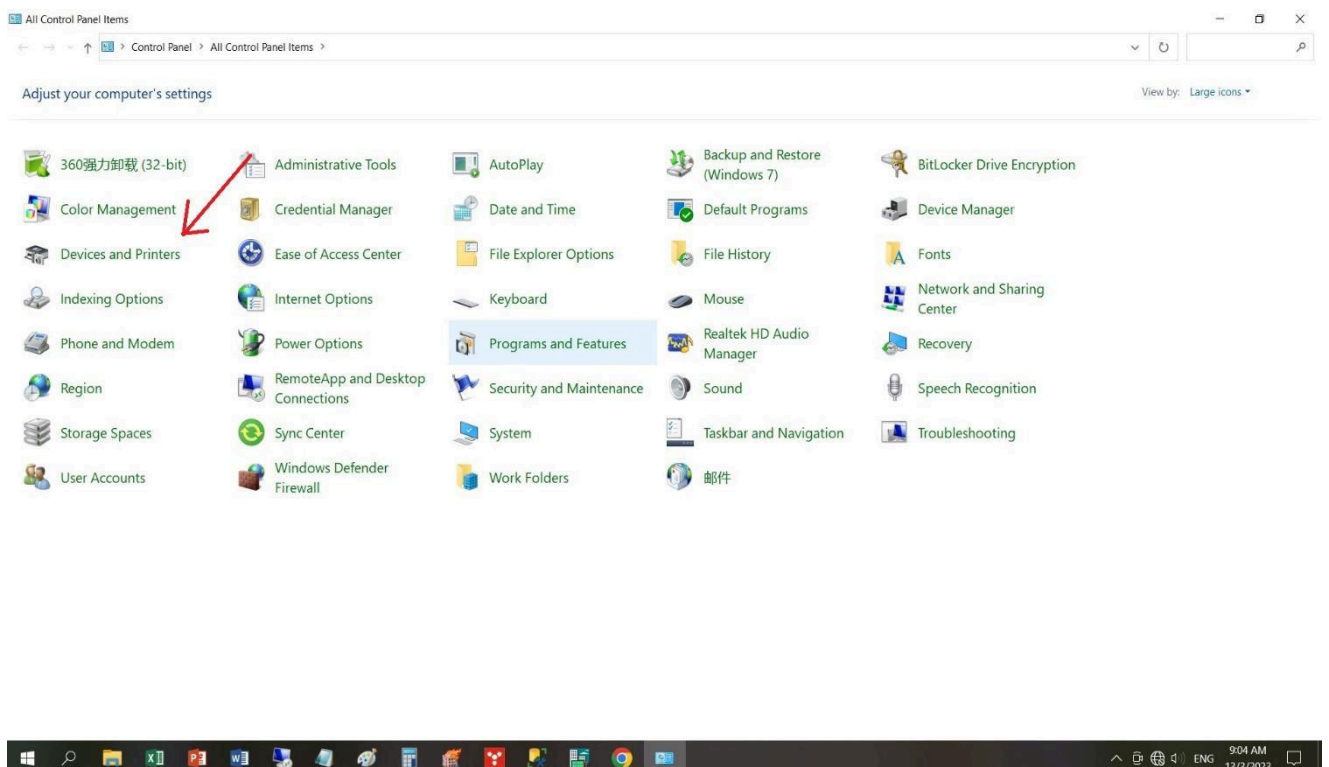 All Control Panel Items
Control Panel > All Control Panel Items >
Adjust your computer's settings
View by: Large icons
360强力卸载 (32-bit)
Administrative Tools
AutoPlay
Backup and Restore
(Windows 7)
BitLocker Drive Encryption
Color Management
Credential Manager
Date and Time
Default Programs
Device Manager
Devices and Printers
Ease of Access Center
File Explorer Options
File History
Fonts
Indexing Options
Internet Options
Keyboard
Mouse
Network and Sharing
Center
Phone and Modem
Power Options
Programs and Features
Realtek HD Audio
Manager
Recovery
Region
RemoteApp and Desktop
Connections
Security and Maintenance
Sound
Speech Recognition
Storage Spaces
Sync Center
System
Taskbar and Navigation
Troubleshooting
User Accounts
Windows Defender
Firewall
Work Folders
邮件
ENG
9:04 AM
13/3/2023